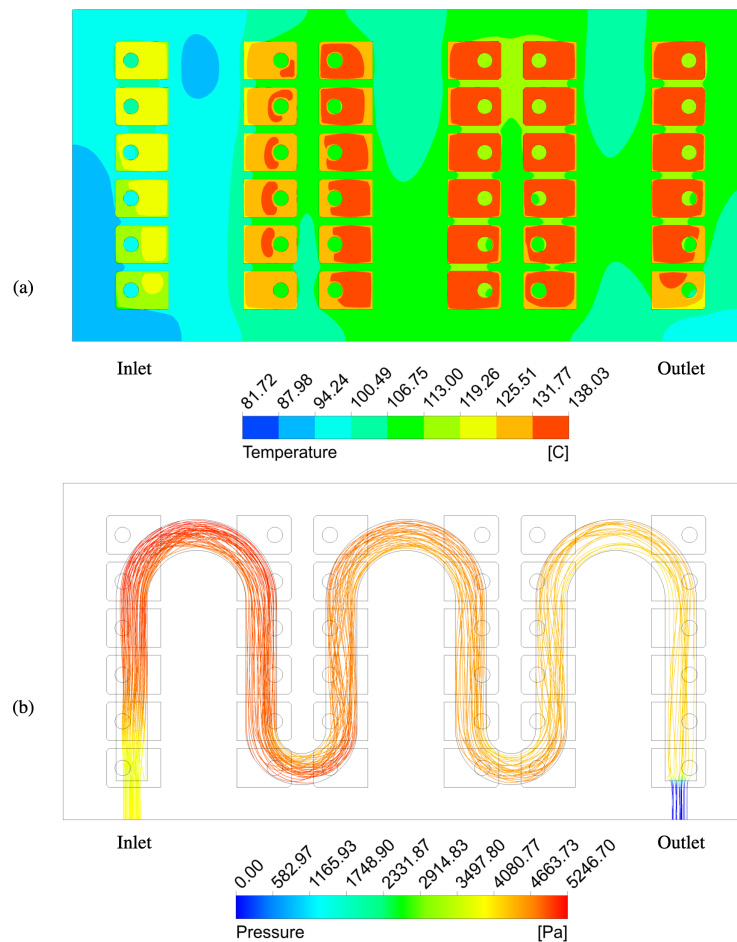 (a)
Inlet
Outlet
81.72 87.98 94.24 100.49 106.75 113.00 119.26 125.51 131.77 138.03
Temperature [C]
(b)
Inlet
Outlet
0.00 582.97 1165.93 1748.90 2331.87 2914.83 3497.80 4080.77 4663.73 5246.70
Pressure [Pa]